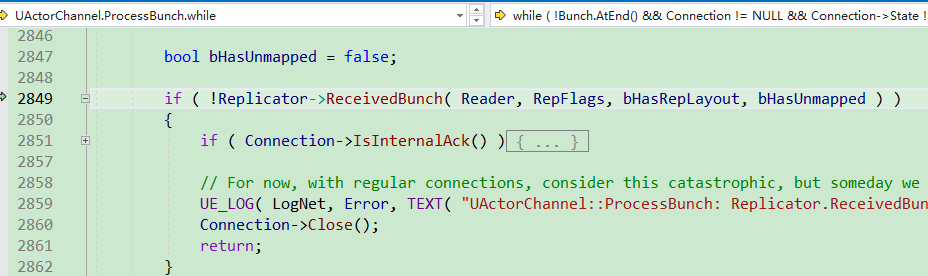 UActorChannel.ProcessBunch.while
while ( !Bunch.AtEnd() && Connection != NULL && Connection->State !
2846
2847 bool bHasUnmapped = false;
2848
2849 if ( !Replicator->ReceivedBunch( Reader, RepFlags, bHasRepLayout, bHasUnmapped ) )
2850 {
2851 if ( Connection->IsInternalAck() ) { ... }
2857
2858 // For now, with regular connections, consider this catastrophic, but someday we
2859 UE_LOG( LogNet, Error, TEXT( "UActorChannel::ProcessBunch: Replicator.ReceivedBun
2860 Connection->Close();
2861 return;
2862 }